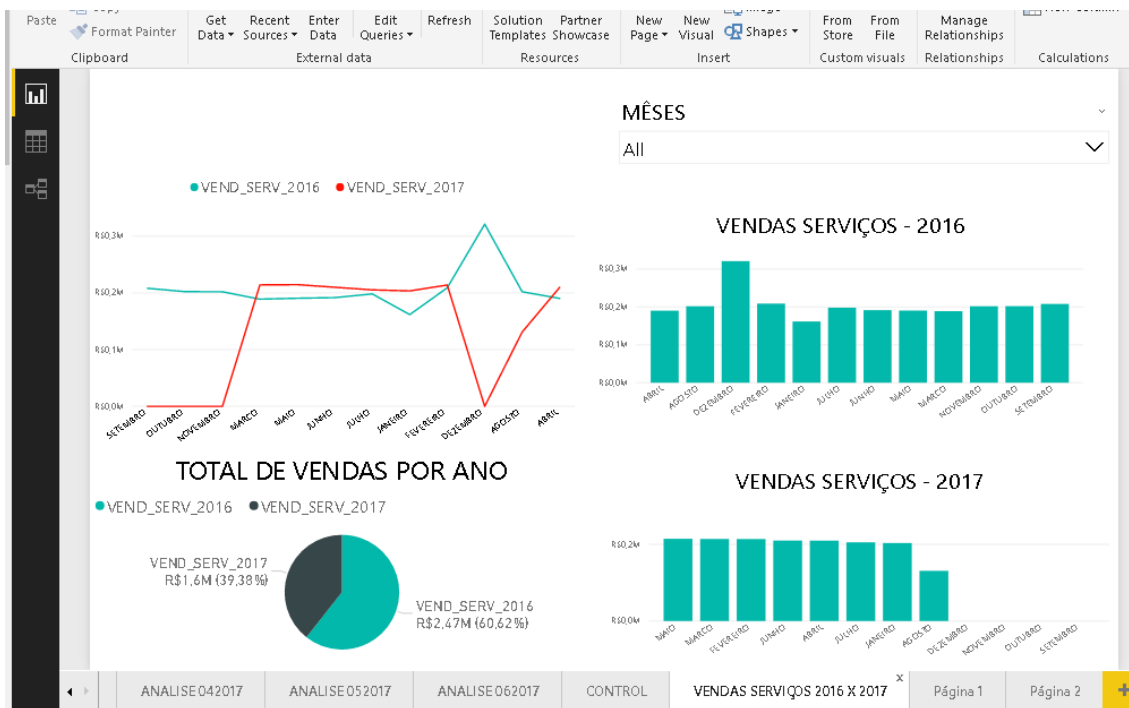 Paste
Format Painter
Get Data
Recent Sources
Enter Data
Edit Queries
Refresh
Solution Templates
Partner Showcase
New Page
New Visual
Shapes
From Store
From File
Manage Relationships
Clipboard
External data
Resources
Insert
Custom visuals
Relationships
Calculations
MÊSES
All
VEND_SERV_2016 VEND_SERV_2017
R$0,3M
R$0,2M
R$0,1M
R$0,0M
SETEMBRO OUTUBRO NOVEMBRO MARCO MAIO JUNHO JULHO JANEIRO FEVEREIRO DEZEMBRO AGOSTO ABRIL
VENDAS SERVIÇOS - 2016
R$0,3M
R$0,2M
R$0,1M
R$0,0M
ABRIL AGOSTO DEZEMBRO FEVEREIRO JANEIRO JULHO JUNHO MAIO MARCO NOVEMBRO OUTUBRO SETEMBRO
TOTAL DE VENDAS POR ANO
VEND_SERV_2016 VEND_SERV_2017
VEND_SERV_2017
R$1,6M (39,38%)
VEND_SERV_2016
R$2,47M (60,62%)
VENDAS SERVIÇOS - 2017
R$0,2M
R$0,0M
MAIO MARCO FEVEREIRO JUNHO ABRIL JULHO JANEIRO AGOSTO DEZEMBRO NOVEMBRO OUTUBRO SETEMBRO
ANALISE042017 ANALISE052017 ANALISE062017 CONTROL VENDAS SERVIÇOS 2016 X 2017 Página 1 Página 2